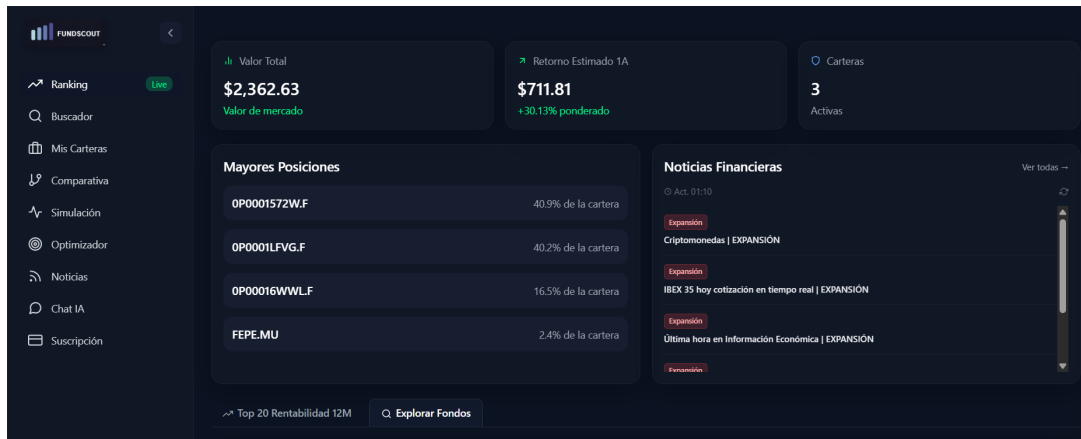 FUNDSCOUT
Ranking
Live
Buscador
Mis Carteras
Comparativa
Simulación
Optimizador
Noticias
Chat IA
Suscripción
Valor Total
$2,362.63
Valor de mercado
Retorno Estimado 1A
$711.81
+30.13% ponderado
Carteras
3
Activas
Mayores Posiciones
0P0001572W.F 40.9% de la cartera
0P0001LFVG.F 40.2% de la cartera
0P00016WWL.F 16.5% de la cartera
FEPE.MU 2.4% de la cartera
Noticias Financieras Ver todas →
Act. 01:10
Expansión
Criptomonedas | EXPANSIÓN
Expansión
IBEX 35 hoy cotización en tiempo real | EXPANSIÓN
Expansión
Última hora en Información Económica | EXPANSIÓN
Expansión
Top 20 Rentabilidad 12M
Explorar Fondos